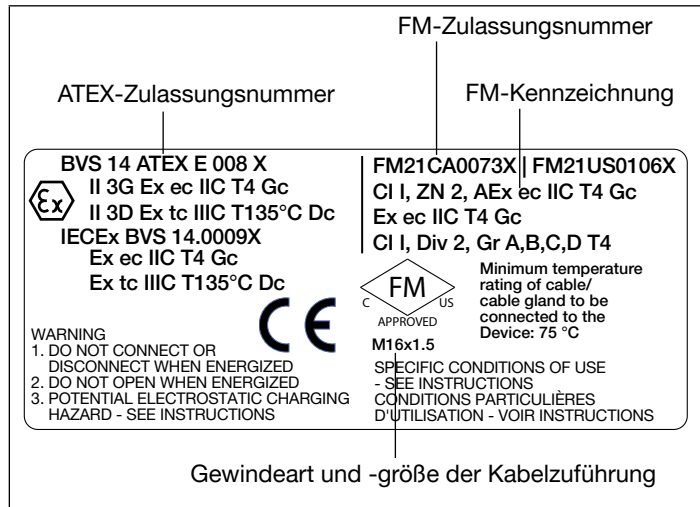 FM-Zulassungsnummer
ATEX-Zulassungsnummer
FM-Kennzeichnung
BVS 14 ATEX E 008 X
Ex
II 3G Ex ec IIC T4 Gc
II 3D Ex tc IIIC T135°C Dc
IECEx BVS 14.0009X
Ex ec IIC T4 Gc
Ex tc IIIC T135°C Dc
CE
WARNING
1. DO NOT CONNECT OR
DISCONNECT WHEN ENERGIZED
2. DO NOT OPEN WHEN ENERGIZED
3. POTENTIAL ELECTROSTATIC CHARGING
HAZARD - SEE INSTRUCTIONS
FM21CA0073X | FM21US0106X
Cl I, ZN 2, AEx ec IIC T4 Gc
Ex ec IIC T4 Gc
Cl I, Div 2, Gr A,B,C,D T4
FM
C US
APPROVED
M16x1.5
Minimum temperature
rating of cable/
cable gland to be
connected to the
Device: 75 °C
SPECIFIC CONDITIONS OF USE
- SEE INSTRUCTIONS
CONDITIONS PARTICULIÈRES
D'UTILISATION - VOIR INSTRUCTIONS
Gewindeart und -größe der Kabelzuführung